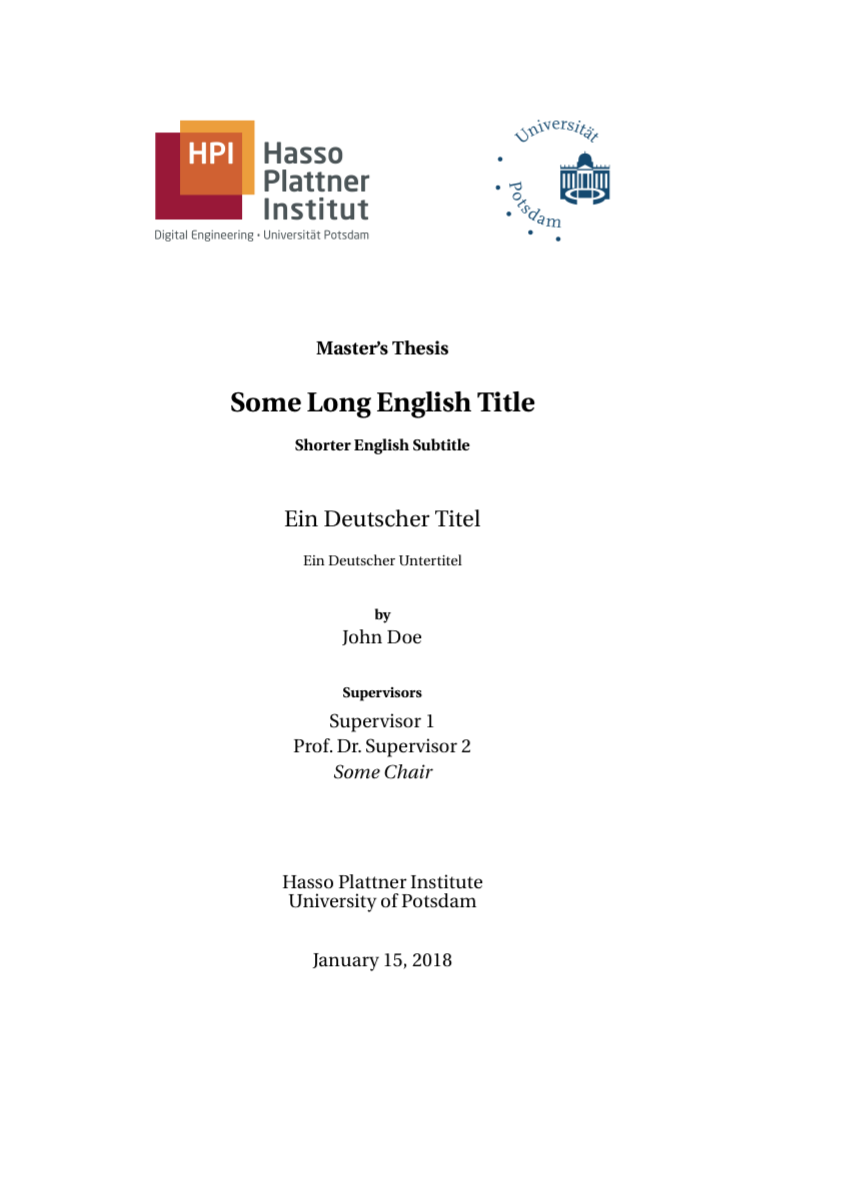 HPI
Hasso
Plattner
Institut
Digital Engineering • Universität Potsdam
Universität
Potsdam
Master's Thesis
Some Long English Title
Shorter English Subtitle
Ein Deutscher Titel
Ein Deutscher Untertitel
by
John Doe
Supervisors
Supervisor 1
Prof. Dr. Supervisor 2
Some Chair
Hasso Plattner Institute
University of Potsdam
January 15, 2018